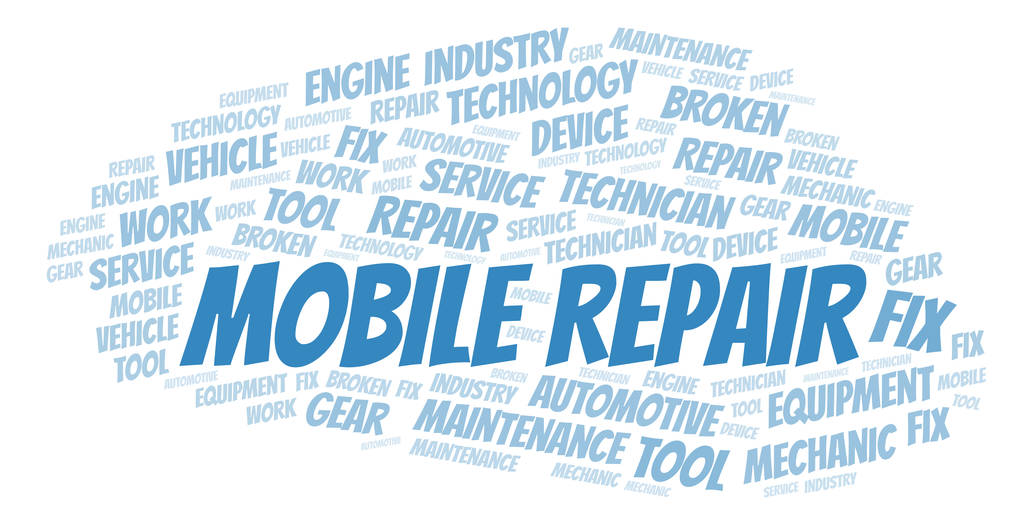 MAINTENANCE
ENGINE INDUSTRY GEAR
VEHICLE SERVICE DEVICE
EQUIPMENT REPAIR TECHNOLOGY MAINTENANCE
TECHNOLOGY AUTOMOTIVE BROKEN
VEHICLE VEHICLE FIX AUTOMOTIVE EQUIPMENT DEVICE REPAIR BROKEN
REPAIR WORK INDUSTRY TECHNOLOGY REPAIR VEHICLE
TECHNOLOGY
ENGINE MAINTENANCE WORK MOBILE SERVICE TECHNICIAN SERVICE MECHANIC
ENGINE WORK WORK TOOL REPAIR SERVICE TECHNICIAN GEAR MOBILE ENGINE
MECHANIC BROKEN TECHNOLOGY TECHNICIAN TOOL DEVICE
GEAR SERVICE INDUSTRY EQUIPMENT TECHNOLOGY AUTOMOTIVE EQUIPMENT REPAIR GEAR
MOBILE REPAIR
MOBILE MOBILE FIX
VEHICLE DEVICE FIX
TOOL AUTOMOTIVE BROKEN TECHNICIAN ENGINE TECHNICIAN MAINTENANCE TECHNICIAN
EQUIPMENT FIX BROKEN FIX INDUSTRY AUTOMOTIVE TOOL EQUIPMENT MOBILE
WORK GEAR MAINTENANCE DEVICE FIX TOOL
AUTOMOTIVE MAINTENANCE TOOL MECHANIC
MECHANIC
MECHANIC SERVICE INDUSTRY